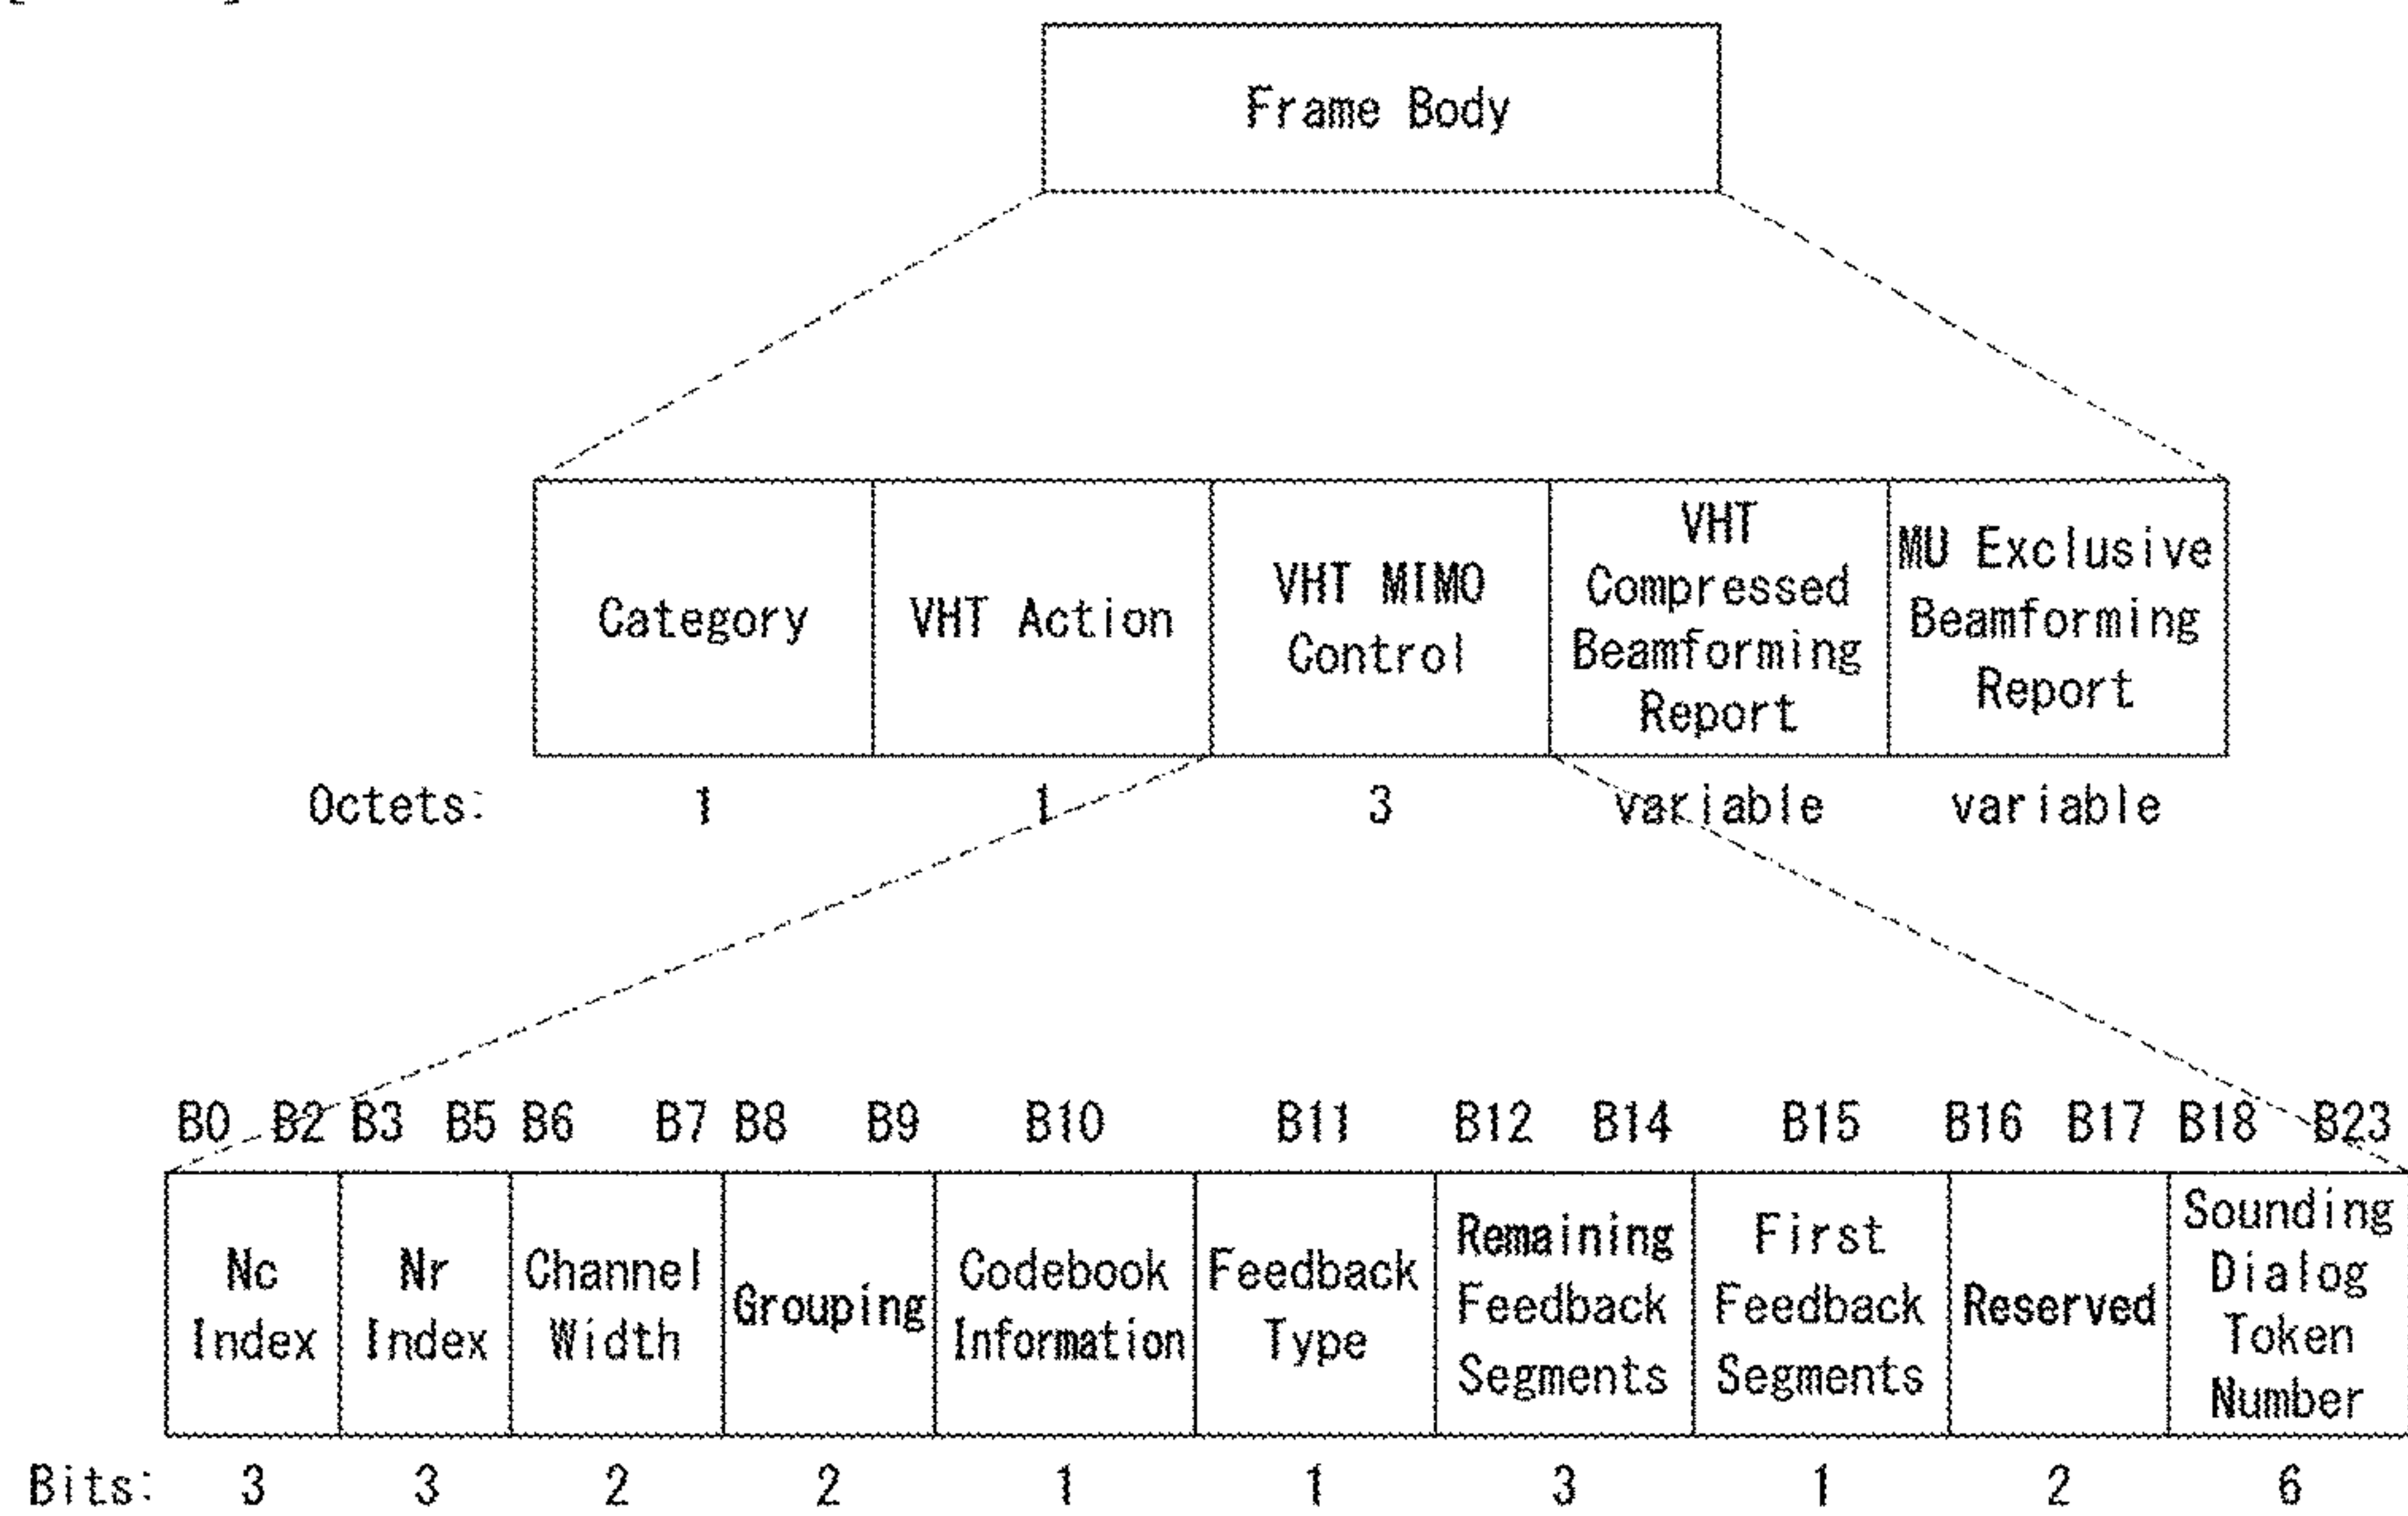 Frame Body
Category
VHT Action
VHT MIMO
Control
VHT
Compressed
Beamforming
Report
MU Exclusive
Beamforming
Report
Octets: 1 1 3 variable variable
B0 B2 B3 B5 B6 B7 B8 B9 B10 B11 B12 B14 B15 B16 B17 B18 B23
Nc
Index
Nr
Index
Channel
Width
Grouping
Codebook
Information
Feedback
Type
Remaining
Feedback
Segments
First
Feedback
Segments
Reserved
Sounding
Dialog
Token
Number
Bits: 3 3 2 2 1 1 3 1 2 6